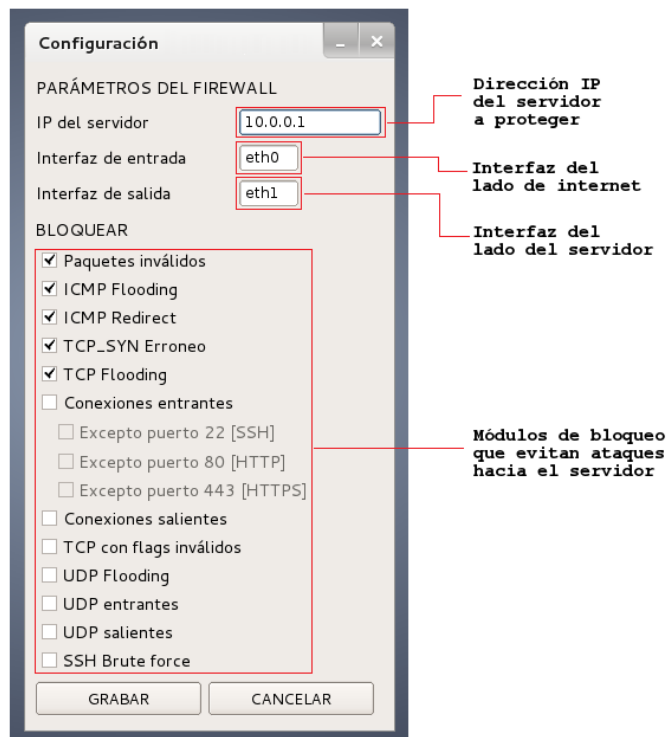 Configuración
PARÁMETROS DEL FIREWALL
IP del servidor
10.0.0.1
Dirección IP
del servidor
a proteger
Interfaz de entrada
eth0
Interfaz del
lado de internet
Interfaz de salida
eth1
Interfaz del
lado del servidor
BLOQUEAR
Paquetes inválidos
ICMP Flooding
ICMP Redirect
TCP_SYN Erroneo
TCP Flooding
Conexiones entrantes
Excepto puerto 22 [SSH]
Excepto puerto 80 [HTTP]
Excepto puerto 443 [HTTPS]
Conexiones salientes
TCP con flags inválidos
UDP Flooding
UDP entrantes
UDP salientes
SSH Brute force
Módulos de bloqueo
que evitan ataques
hacia el servidor
GRABAR
CANCELAR